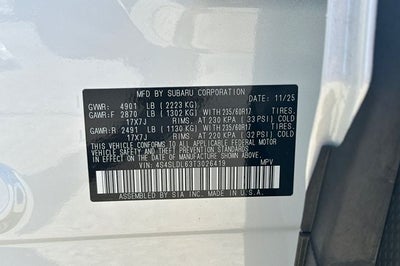 MFD BY SUBARU CORPORATION
GVWR: 4901 LB (2223 KG) DATE: 11/25
GAWR:F 2870 LB (1302 KG) WITH 235/60R17 TIRES,
17X7J RIMS, AT 230 KPA (33 PSI) COLD
GAWR:R 2491 LB (1130 KG) WITH 235/60R17 TIRES,
17X7J RIMS, AT 220 KPA (32 PSI) COLD
THIS VEHICLE CONFORMS TO ALL APPLICABLE FEDERAL MOTOR
VEHICLE SAFETY, BUMPER, AND THEFT PREVENTION STANDARDS
IN EFFECT ON THE DATE OF MANUFACTURE SHOWN ABOVE.
VIN: 4S4SLDL63T3026419 MPV
ASSEMBLED BY SIA INC. IN U.S.A.